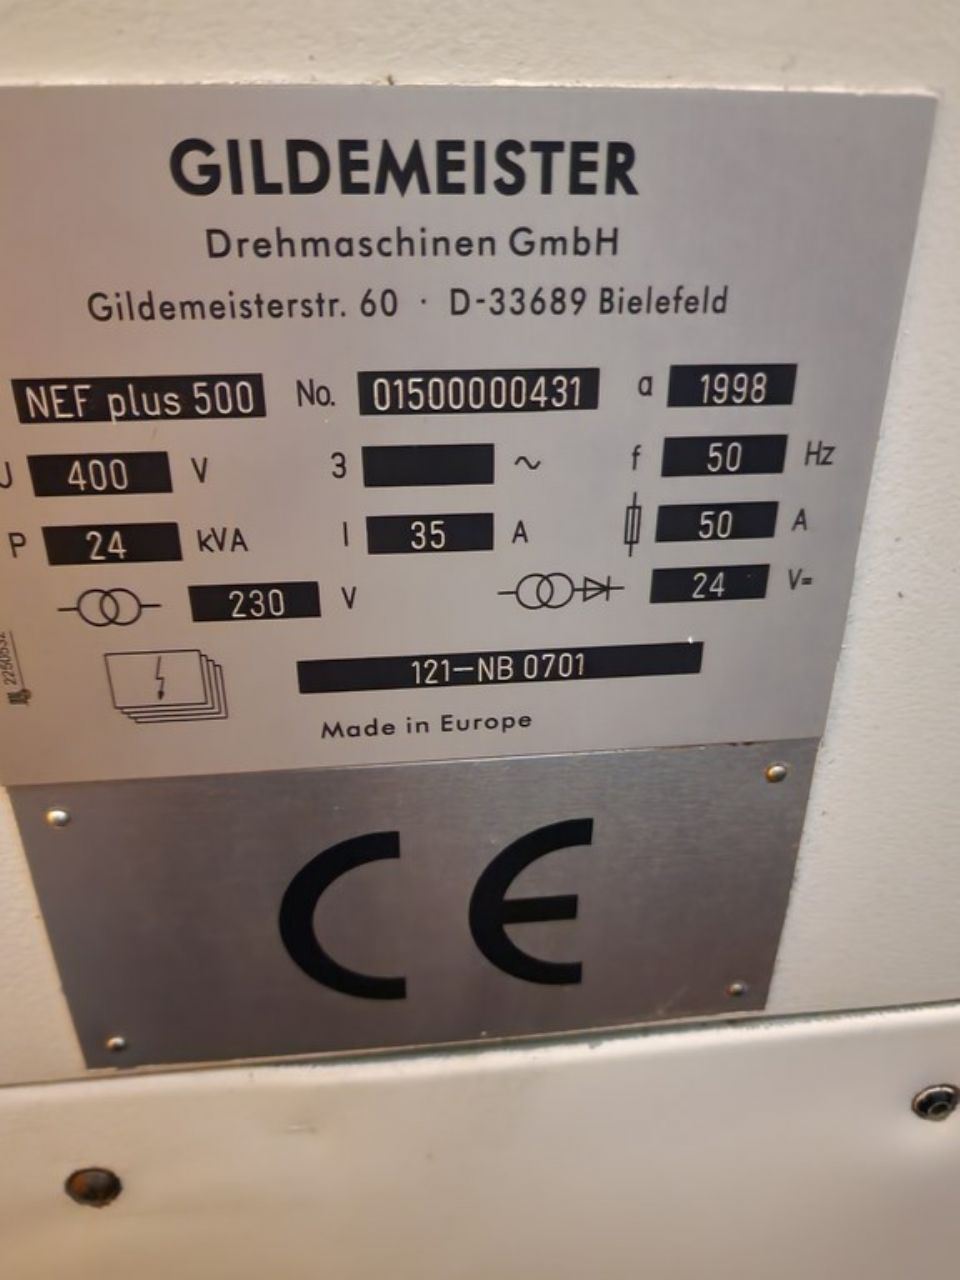 GILDEMEISTER
Drehmaschinen GmbH
Gildemeisterstr. 60 · D-33689 Bielefeld
NEF plus 500 No. 01500000431 a 1998
U 400 V 3 ~ f 50 Hz
P 24 kVA I 35 A 50 A
230 V 24 V=
121-NB 0701
2250532
Made in Europe
CE